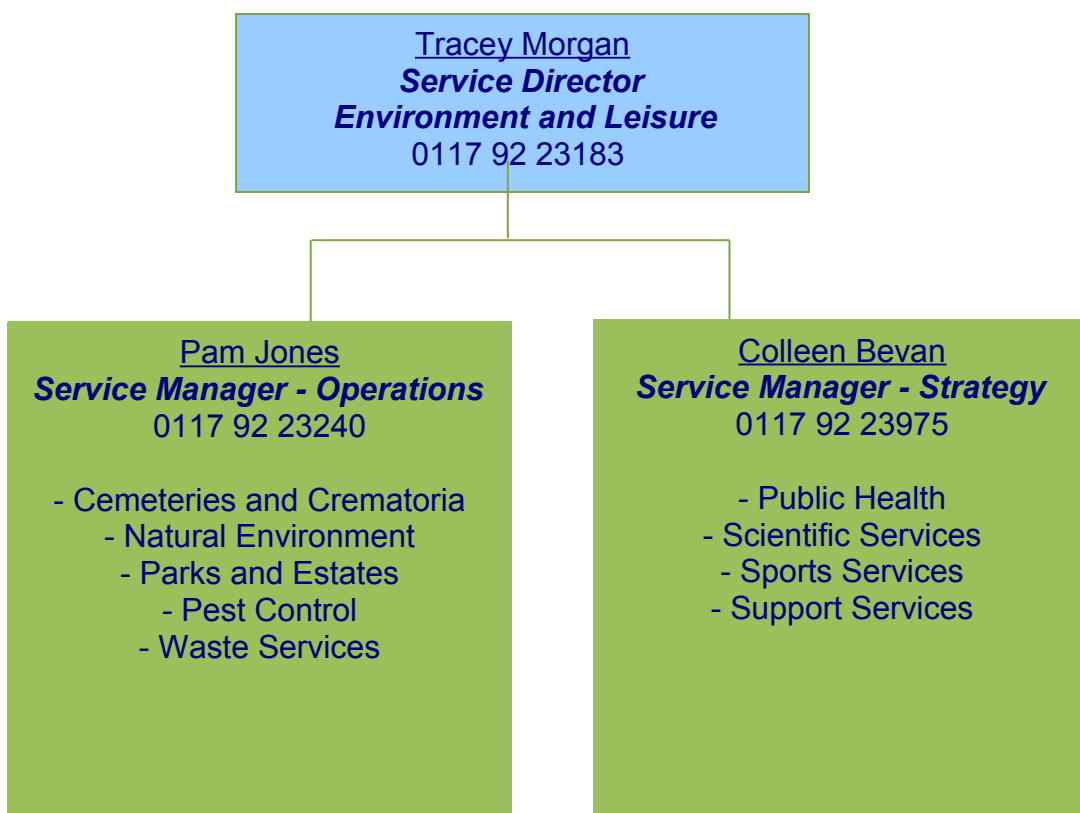 Tracey Morgan
Service Director
Environment and Leisure
0117 92 23183
Pam Jones
Service Manager - Operations
0117 92 23240
- Cemeteries and Crematoria
- Natural Environment
- Parks and Estates
- Pest Control
- Waste Services
Colleen Bevan
Service Manager - Strategy
0117 92 23975
- Public Health
- Scientific Services
- Sports Services
- Support Services